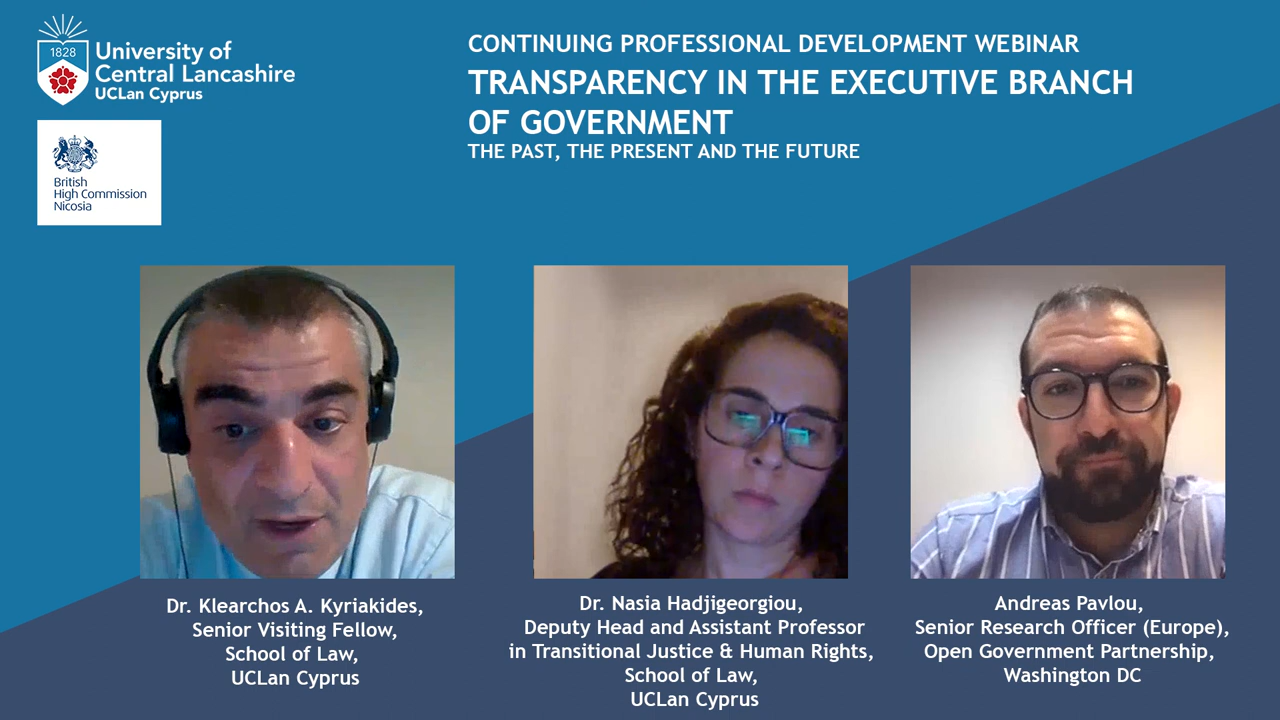 1828
University of
Central Lancashire
UCLan Cyprus
British
High Commission
Nicosia
CONTINUING PROFESSIONAL DEVELOPMENT WEBINAR
TRANSPARENCY IN THE EXECUTIVE BRANCH
OF GOVERNMENT
THE PAST, THE PRESENT AND THE FUTURE
Dr. Klearchos A. Kyriakides,
Senior Visiting Fellow,
School of Law,
UCLan Cyprus
Dr. Nasia Hadjigeorgiou,
Deputy Head and Assistant Professor
in Transitional Justice & Human Rights,
School of Law,
UCLan Cyprus
Andreas Pavlou,
Senior Research Officer (Europe),
Open Government Partnership,
Washington DC